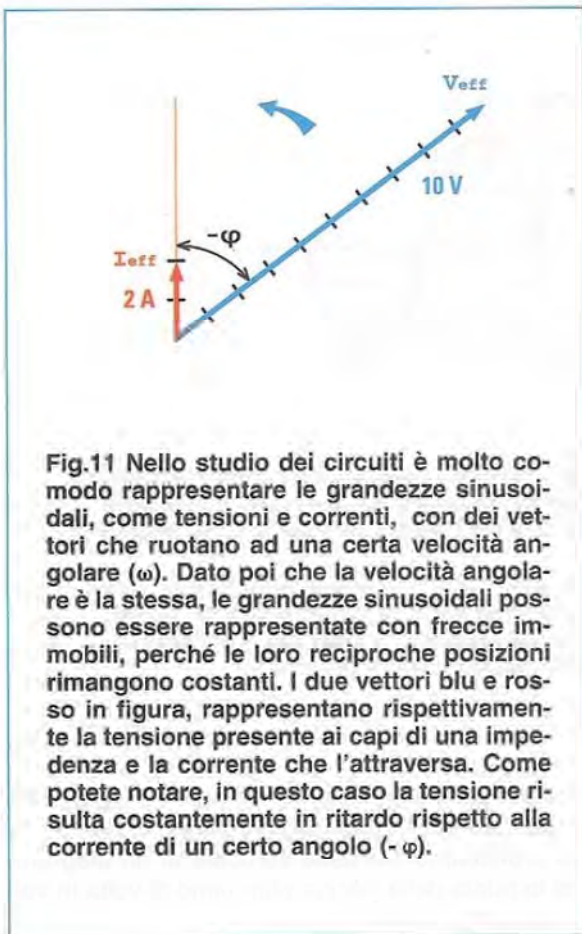 Veff
10 V
-φ
Ieff
2 A
Fig.11 Nello studio dei circuiti è molto co-
modo rappresentare le grandezze sinusoi-
dali, come tensioni e correnti, con dei vet-
tori che ruotano ad una certa velocità an-
golare (ω). Dato poi che la velocità angola-
re è la stessa, le grandezze sinusoidali pos-
sono essere rappresentate con frecce im-
mobili, perché le loro reciproche posizioni
rimangono costanti. I due vettori blu e ros-
so in figura, rappresentano rispettivamen-
te la tensione presente ai capi di una impe-
denza e la corrente che l'attraversa. Come
potete notare, in questo caso la tensione ri-
sulta costantemente in ritardo rispetto alla
corrente di un certo angolo (- φ).